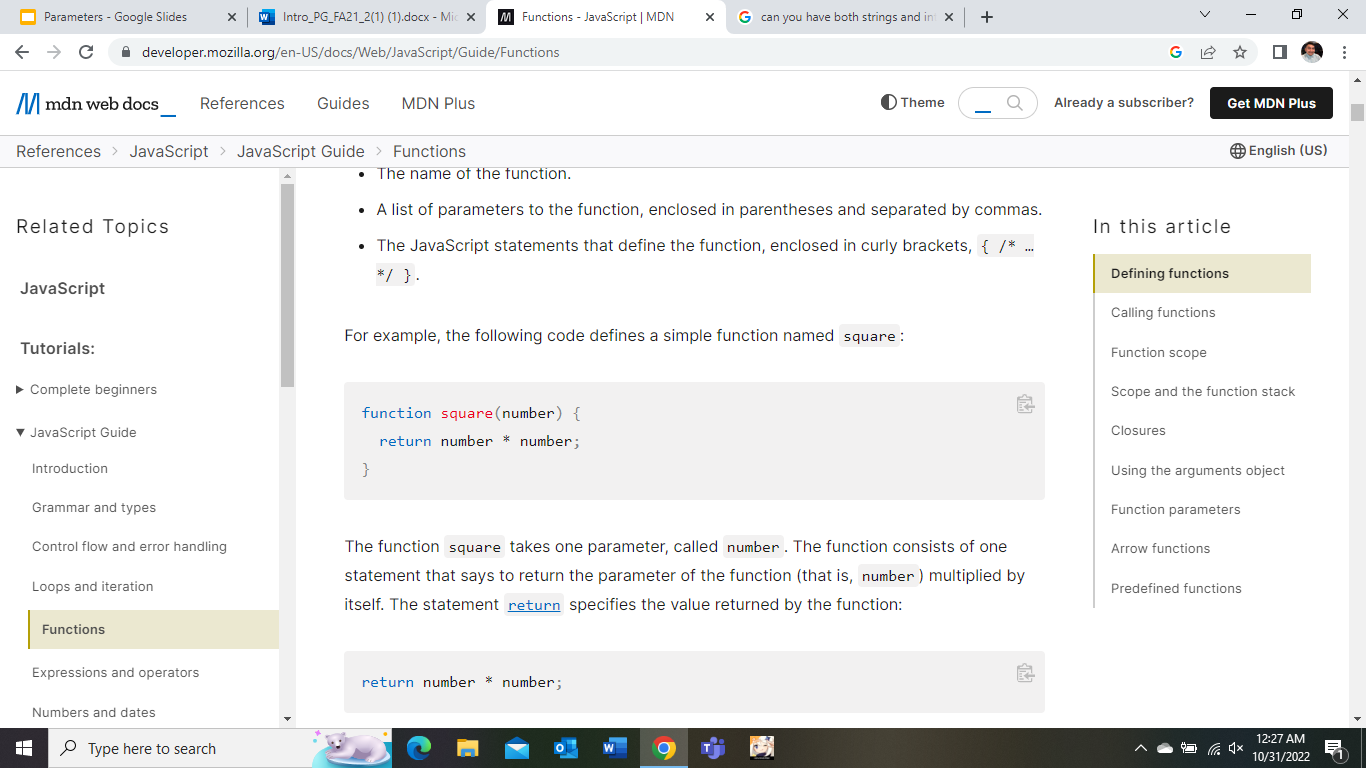 Parameters - Google Slides
Intro_PG_FA21_2(1) (1).docx - Mic
Functions - JavaScript | MDN
can you have both strings and int
developer.mozilla.org/en-US/docs/Web/JavaScript/Guide/Functions
mdn web docs
References
Guides
MDN Plus
Theme
Already a subscriber?
Get MDN Plus
References > JavaScript > JavaScript Guide > Functions
English (US)
Related Topics
JavaScript
Tutorials:
Complete beginners
JavaScript Guide
Introduction
Grammar and types
Control flow and error handling
Loops and iteration
Functions
Expressions and operators
Numbers and dates
• The name of the function.
• A list of parameters to the function, enclosed in parentheses and separated by commas.
• The JavaScript statements that define the function, enclosed in curly brackets, { /* …
*/ }.
For example, the following code defines a simple function named square:
function square(number) {
  return number * number;
}
The function square takes one parameter, called number. The function consists of one
statement that says to return the parameter of the function (that is, number) multiplied by
itself. The statement return specifies the value returned by the function:
return number * number;
In this article
Defining functions
Calling functions
Function scope
Scope and the function stack
Closures
Using the arguments object
Function parameters
Arrow functions
Predefined functions
Type here to search
12:27 AM
10/31/2022
1